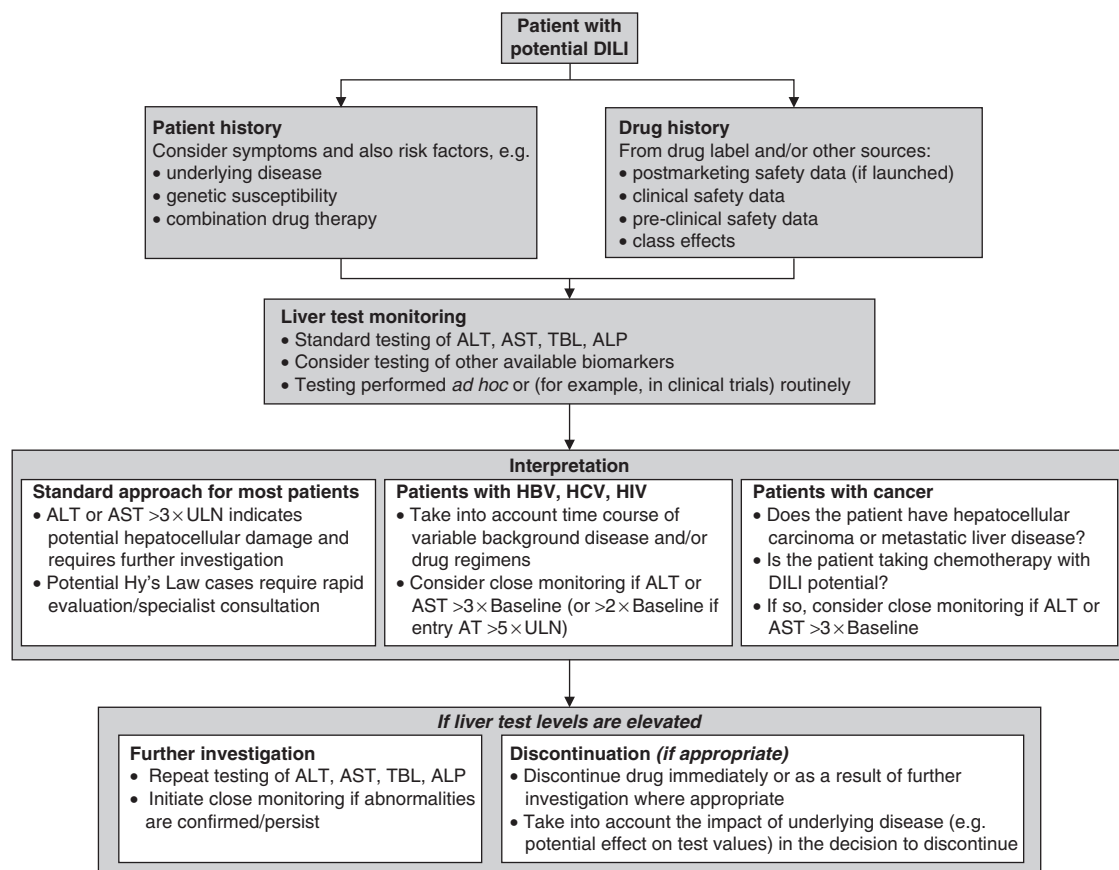 Patient with
potential DILI
Patient history
Consider symptoms and also risk factors, e.g.
• underlying disease
• genetic susceptibility
• combination drug therapy
Drug history
From drug label and/or other sources:
• postmarketing safety data (if launched)
• clinical safety data
• pre-clinical safety data
• class effects
Liver test monitoring
• Standard testing of ALT, AST, TBL, ALP
• Consider testing of other available biomarkers
• Testing performed ad hoc or (for example, in clinical trials) routinely
Interpretation
Standard approach for most patients
• ALT or AST >3×ULN indicates
potential hepatocellular damage and
requires further investigation
• Potential Hy's Law cases require rapid
evaluation/specialist consultation
Patients with HBV, HCV, HIV
• Take into account time course of
variable background disease and/or
drug regimens
• Consider close monitoring if ALT or
AST >3×Baseline (or >2×Baseline if
entry AT >5×ULN)
Patients with cancer
• Does the patient have hepatocellular
carcinoma or metastatic liver disease?
• Is the patient taking chemotherapy with
DILI potential?
• If so, consider close monitoring if ALT or
AST >3×Baseline
If liver test levels are elevated
Further investigation
• Repeat testing of ALT, AST, TBL, ALP
• Initiate close monitoring if abnormalities
are confirmed/persist
Discontinuation (if appropriate)
• Discontinue drug immediately or as a result of further
investigation where appropriate
• Take into account the impact of underlying disease (e.g.
potential effect on test values) in the decision to discontinue